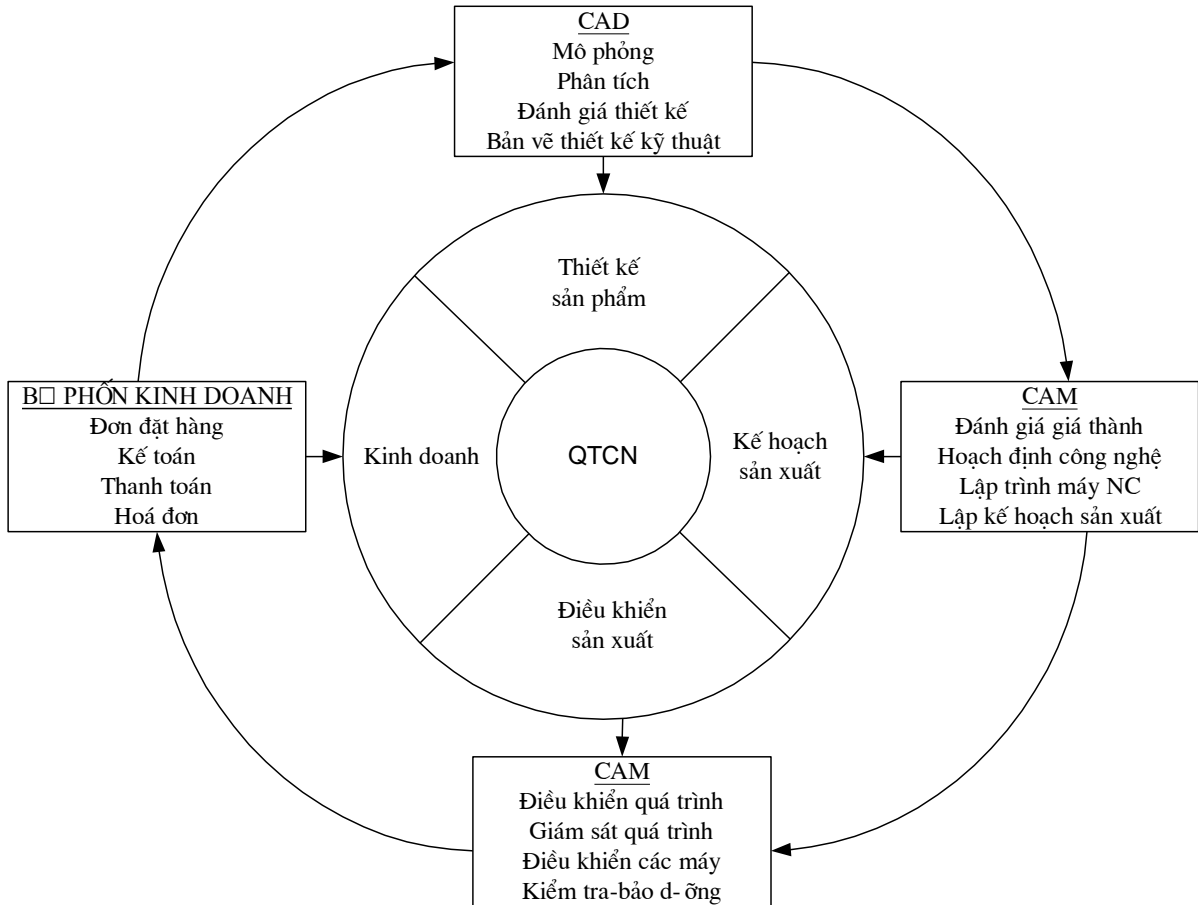 CAD
Mô phỏng
Phân tích
Đánh giá thiết kế
Bản vẽ thiết kế kỹ thuật
Thiết kế
sản phẩm
B□ PHỐN KINH DOANH
Đơn đặt hàng
Kế toán
Thanh toán
Hoá đơn
Kinh doanh
QTCN
Kế hoạch
sản xuất
CAM
Đánh giá giá thành
Hoạch định công nghệ
Lập trình máy NC
Lập kế hoạch sản xuất
Điều khiển
sản xuất
CAM
Điều khiển quá trình
Giám sát quá trình
Điều khiển các máy
Kiểm tra-bảo d- ỡng